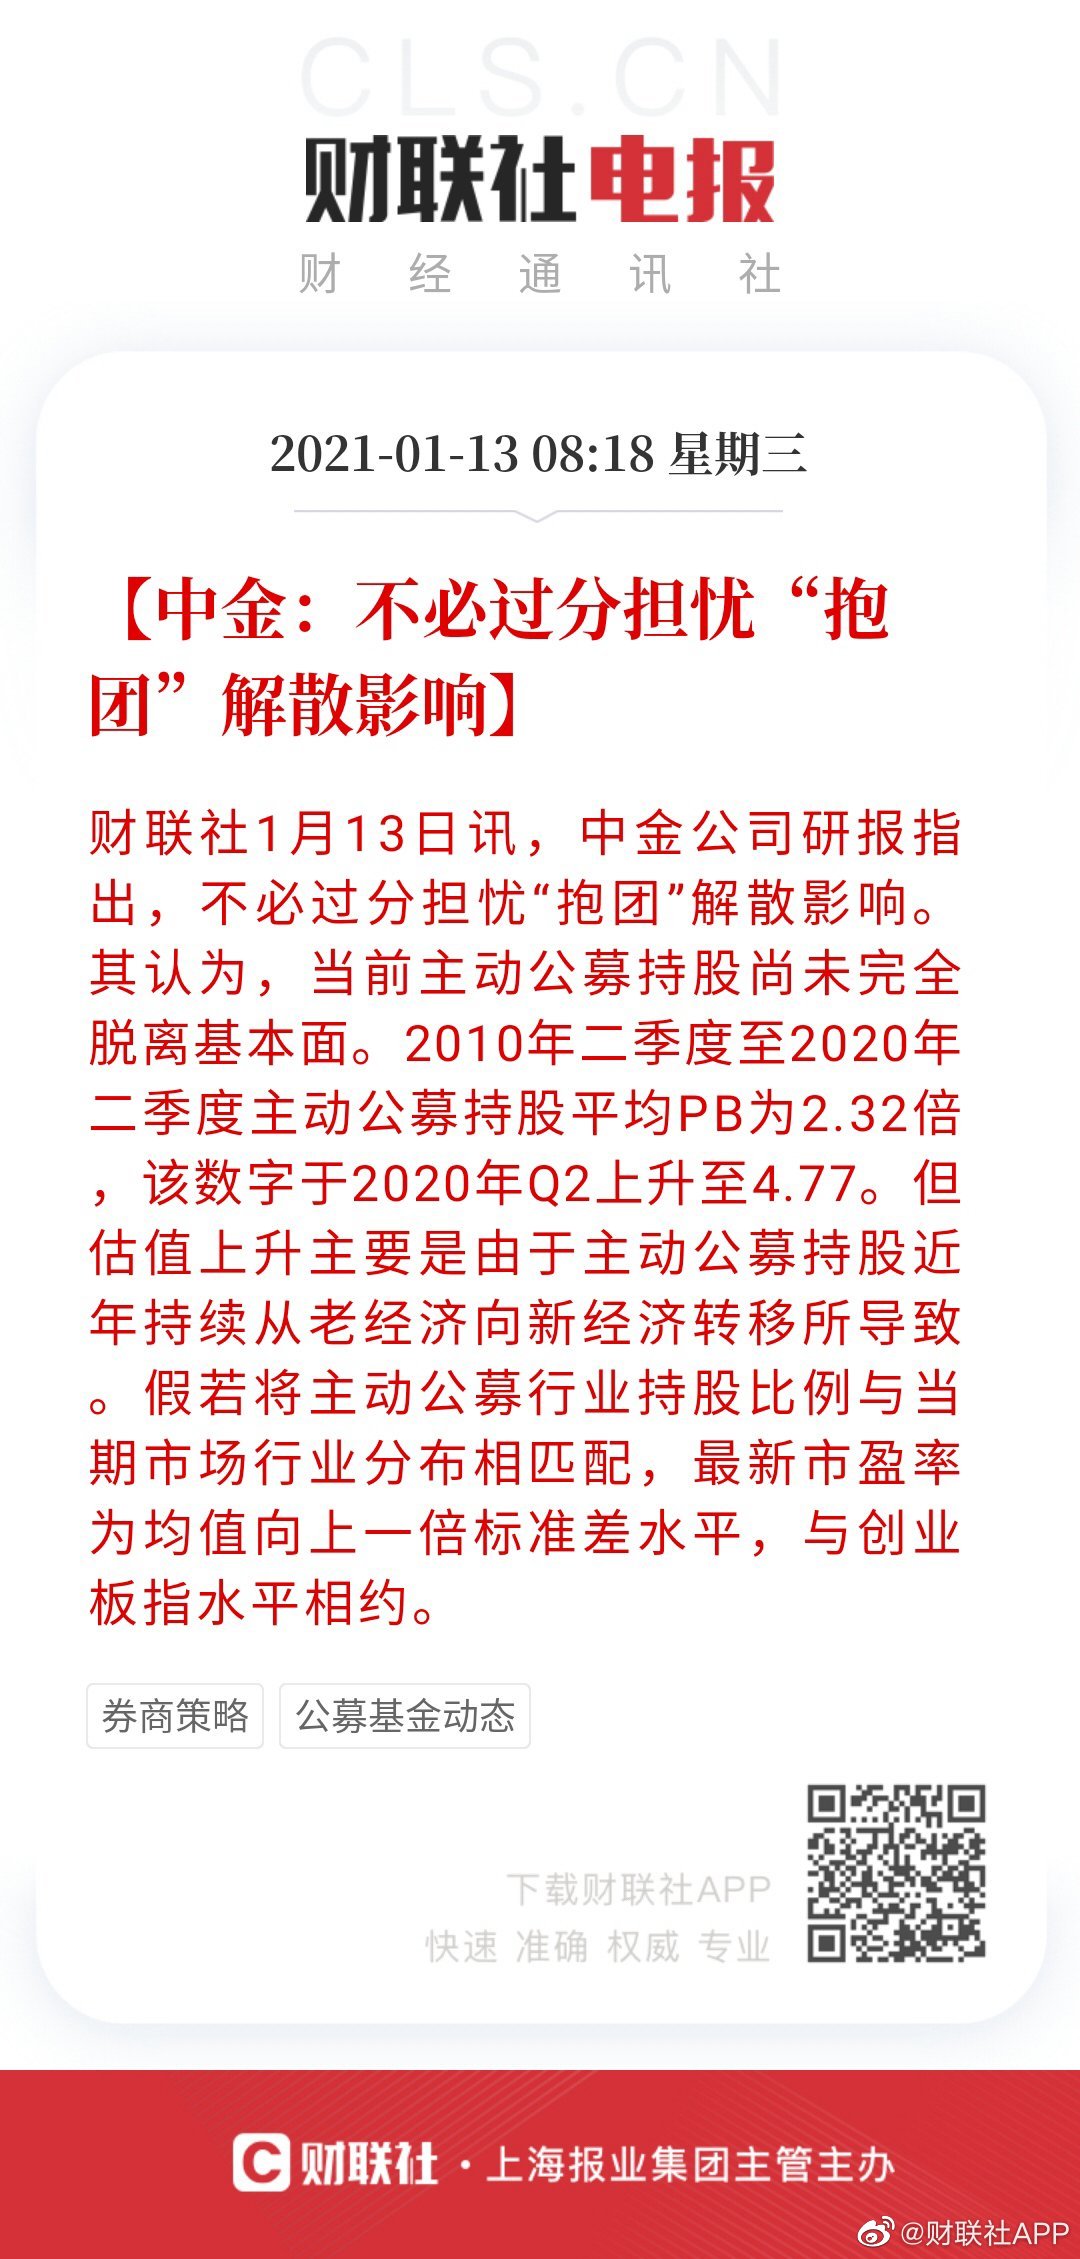 CLS.CN
财联社电报
财经通讯社
2021-01-13 08:18 星期三
【中金：不必过分担忧“抱
团”解散影响】
财联社1月13日讯，中金公司研报指
出，不必过分担忧“抱团”解散影响。
其认为，当前主动公募持股尚未完全
脱离基本面。2010年二季度至2020年
二季度主动公募持股平均PB为2.32倍
，该数字于2020年Q2上升至4.77。但
估值上升主要是由于主动公募持股近
年持续从老经济向新经济转移所导致
。假若将主动公募行业持股比例与当
期市场行业分布相匹配，最新市盈率
为均值向上一倍标准差水平，与创业
板指水平相约。
券商策略 公募基金动态
下载财联社APP
快速 准确 权威 专业
C 财联社·上海报业集团主管主办
@财联社APP